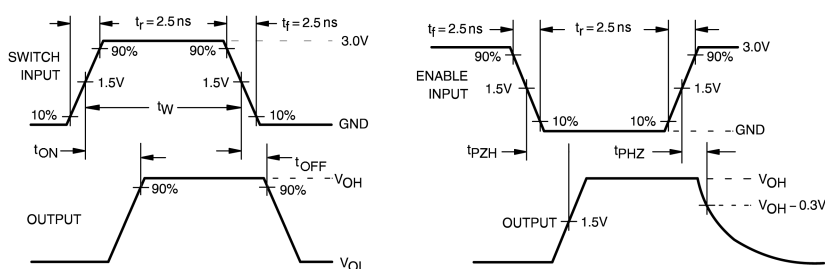 tr = 2.5 ns
tf = 2.5 ns
3.0V
SWITCH
INPUT
90%
90%
1.5V
1.5V
tW
10%
10%
GND
tON
tOFF
VOH
90%
90%
OUTPUT
VOL
tf = 2.5 ns
tr = 2.5 ns
3.0V
ENABLE
INPUT
90%
90%
1.5V
1.5V
10%
10%
GND
tPZH
tPHZ
VOH
VOH – 0.3V
OUTPUT
1.5V